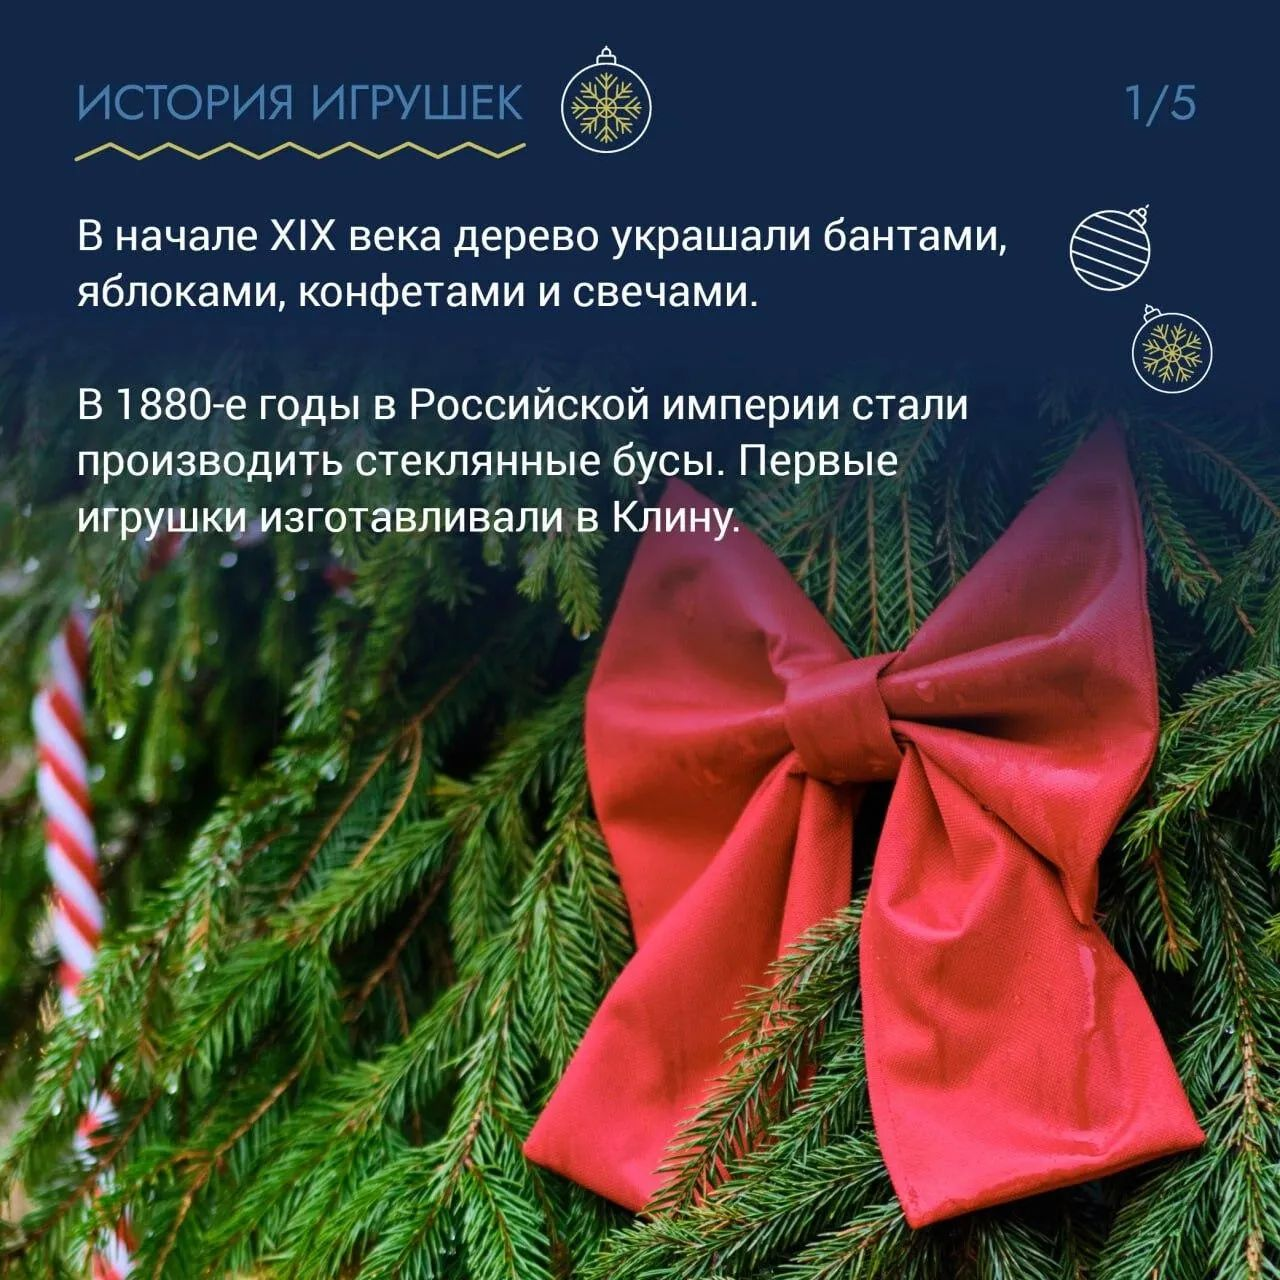 ИСТОРИЯ ИГРУШЕК
1/5
В начале XIX века дерево украшали бантами,
яблоками, конфетами и свечами.
В 1880-е годы в Российской империи стали
производить стеклянные бусы. Первые
игрушки изготавливали в Клину.